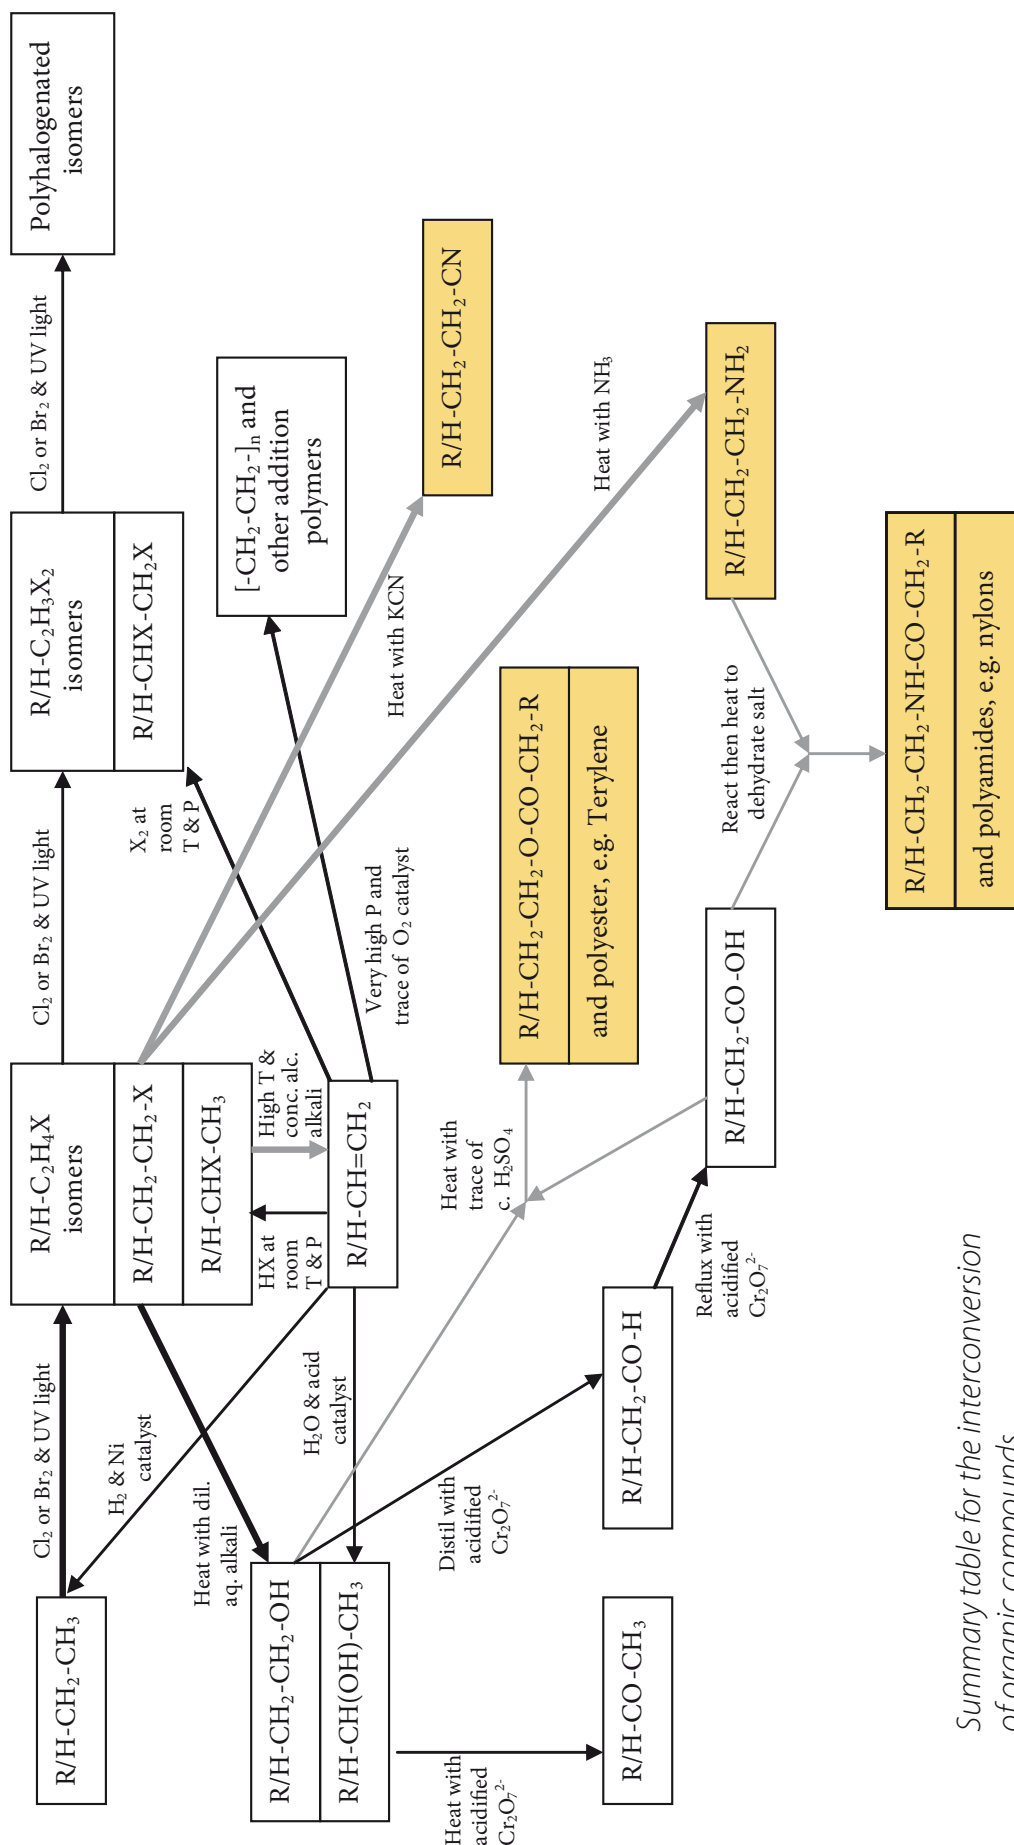 R/H-CH₂-CH₃
Cl₂ or Br₂ & UV light
R/H-C₂H₄X
isomers
R/H-CH₂-CH₂-X
R/H-CHX-CH₃
Cl₂ or Br₂ & UV light
R/H-C₂H₃X₂
isomers
R/H-CHX-CH₂X
Cl₂ or Br₂ & UV light
Polyhalogenated
isomers
H₂ & Ni
catalyst
Heat with dil.
aq. alkali
HX at
room
T & P
High T &
conc. alc.
alkali
X₂ at
room
T & P
[-CH₂-CH₂-]ₙ and
other addition
polymers
R/H-CH₂-CH₂-OH
R/H-CH(OH)-CH₃
H₂O & acid
catalyst
R/H-CH=CH₂
Very high P and
trace of O₂ catalyst
Heat with KCN
R/H-CH₂-CH₂-CN
Heat with
acidified
Cr₂O₇²⁻
Distil with
acidified
Cr₂O₇²⁻
Heat with
trace of
c. H₂SO₄
R/H-CH₂-CH₂-O-CO-CH₂-R
and polyester, e.g. Terylene
Heat with NH₃
R/H-CO-CH₃
R/H-CH₂-CO-H
Reflux with
acidified
Cr₂O₇²⁻
R/H-CH₂-CO-OH
React then heat to
dehydrate salt
R/H-CH₂-CH₂-NH₂
R/H-CH₂-CH₂-NH-CO-CH₂-R
and polyamides, e.g. nylons
Summary table for the interconversion
of organic compounds